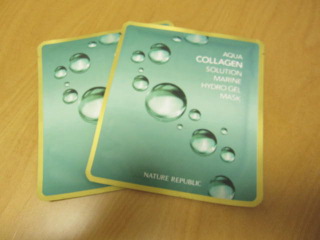 AQUA
COLLAGEN
SOLUTION
MARINE
HYDRO GEL
MASK
NATURE REPUBLIC